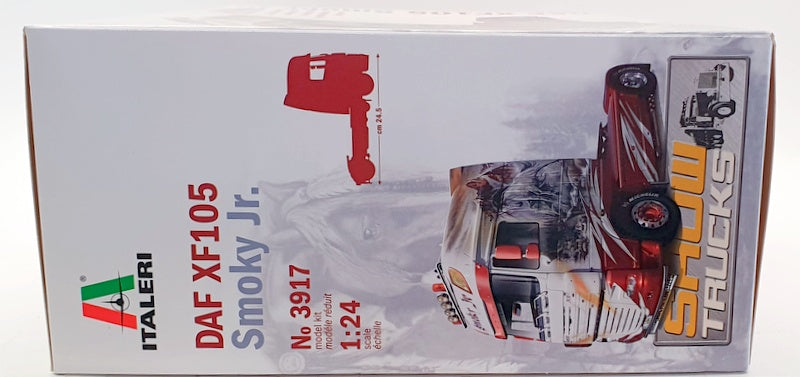 ITALERI
®
DAF XF105
Smoky Jr.
No 3917
model kit
modèle réduit
1:24
scale
échelle
cm 24.5
SHOW
TRUCKS